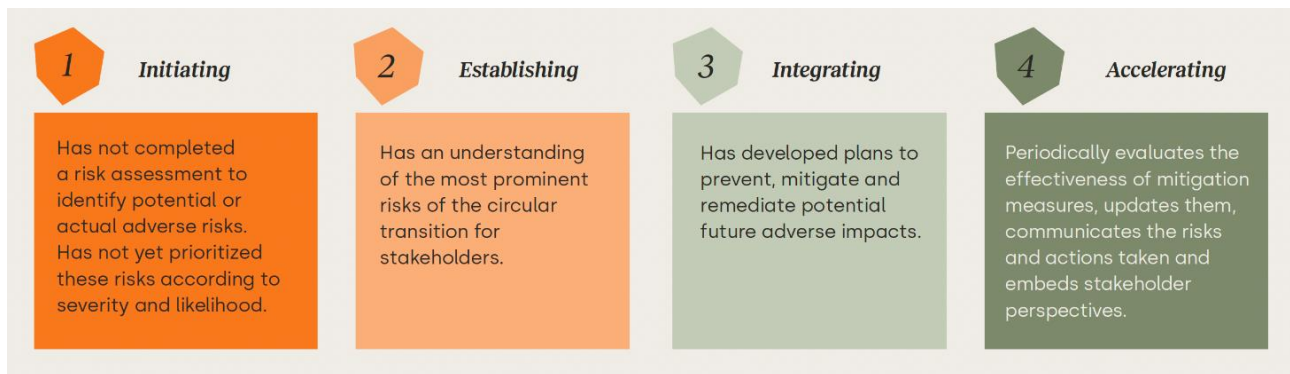 1
Initiating
Has not completed
a risk assessment to
identify potential or
actual adverse risks.
Has not yet prioritized
these risks according to
severity and likelihood.
2
Establishing
Has an understanding
of the most prominent
risks of the circular
transition for
stakeholders.
3
Integrating
Has developed plans to
prevent, mitigate and
remediate potential
future adverse impacts.
4
Accelerating
Periodically evaluates the
effectiveness of mitigation
measures, updates them,
communicates the risks
and actions taken and
embeds stakeholder
perspectives.